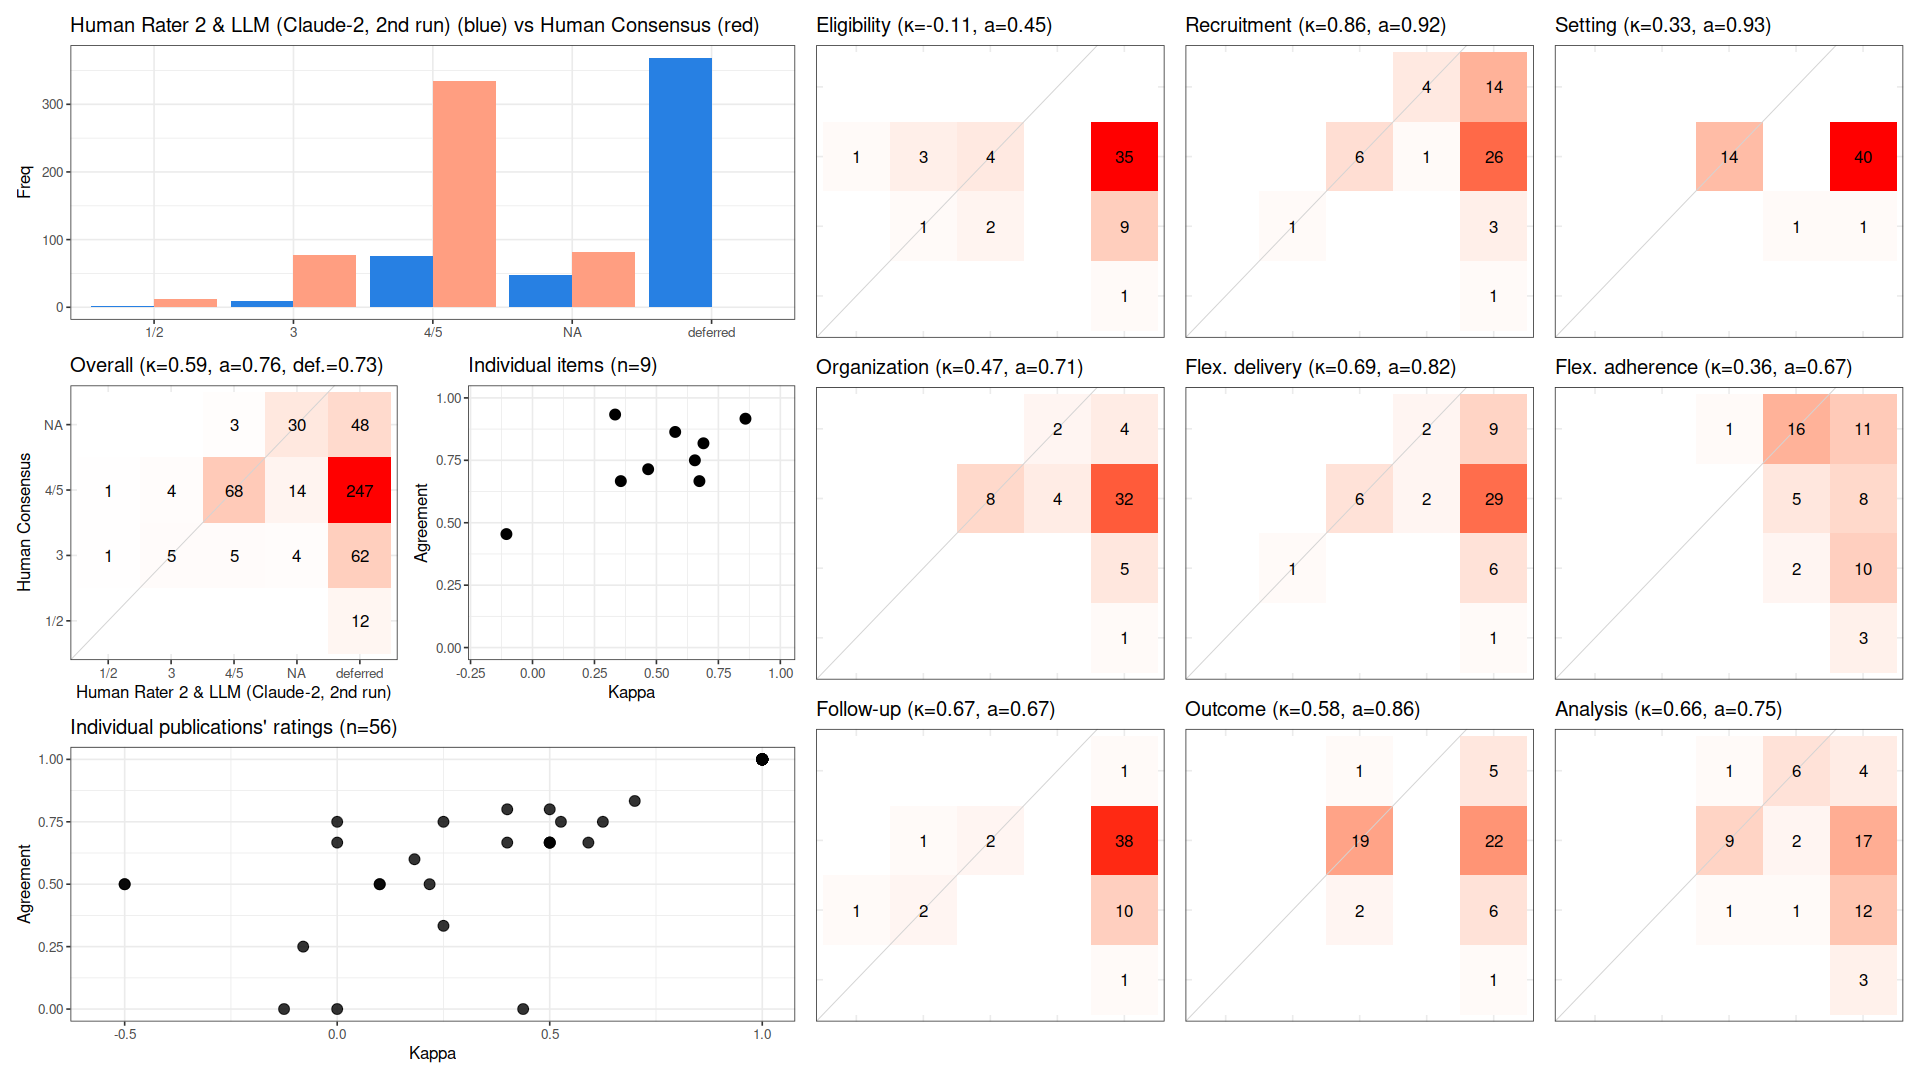 Human Rater 2 & LLM (Claude-2, 2nd run) (blue) vs Human Consensus (red)
Freq
300
200
100
0
1/2 3 4/5 NA deferred
Overall (κ=0.59, a=0.76, def.=0.73)
Human Consensus
NA 3 30 48
4/5 1 4 68 14 247
3 1 5 5 4 62
1/2 12
1/2 3 4/5 NA deferred
Human Rater 2 & LLM (Claude-2, 2nd run)
Individual items (n=9)
Agreement
1.00
0.75
0.50
0.25
0.00
-0.25 0.00 0.25 0.50 0.75 1.00
Kappa
Individual publications' ratings (n=56)
Agreement
1.00
0.75
0.50
0.25
0.00
-0.5 0.0 0.5 1.0
Kappa
Eligibility (κ=-0.11, a=0.45)
1 3 4 35
1 2 9
1
Recruitment (κ=0.86, a=0.92)
4 14
6 1 26
1 3
1
Setting (κ=0.33, a=0.93)
14 40
1 1
Organization (κ=0.47, a=0.71)
2 4
8 4 32
5
1
Flex. delivery (κ=0.69, a=0.82)
2 9
6 2 29
1 6
1
Flex. adherence (κ=0.36, a=0.67)
1 16 11
5 8
2 10
3
Follow-up (κ=0.67, a=0.67)
1
1 2 38
1 2 10
1
Outcome (κ=0.58, a=0.86)
1 5
19 22
2 6
1
Analysis (κ=0.66, a=0.75)
1 6 4
9 2 17
1 1 12
3